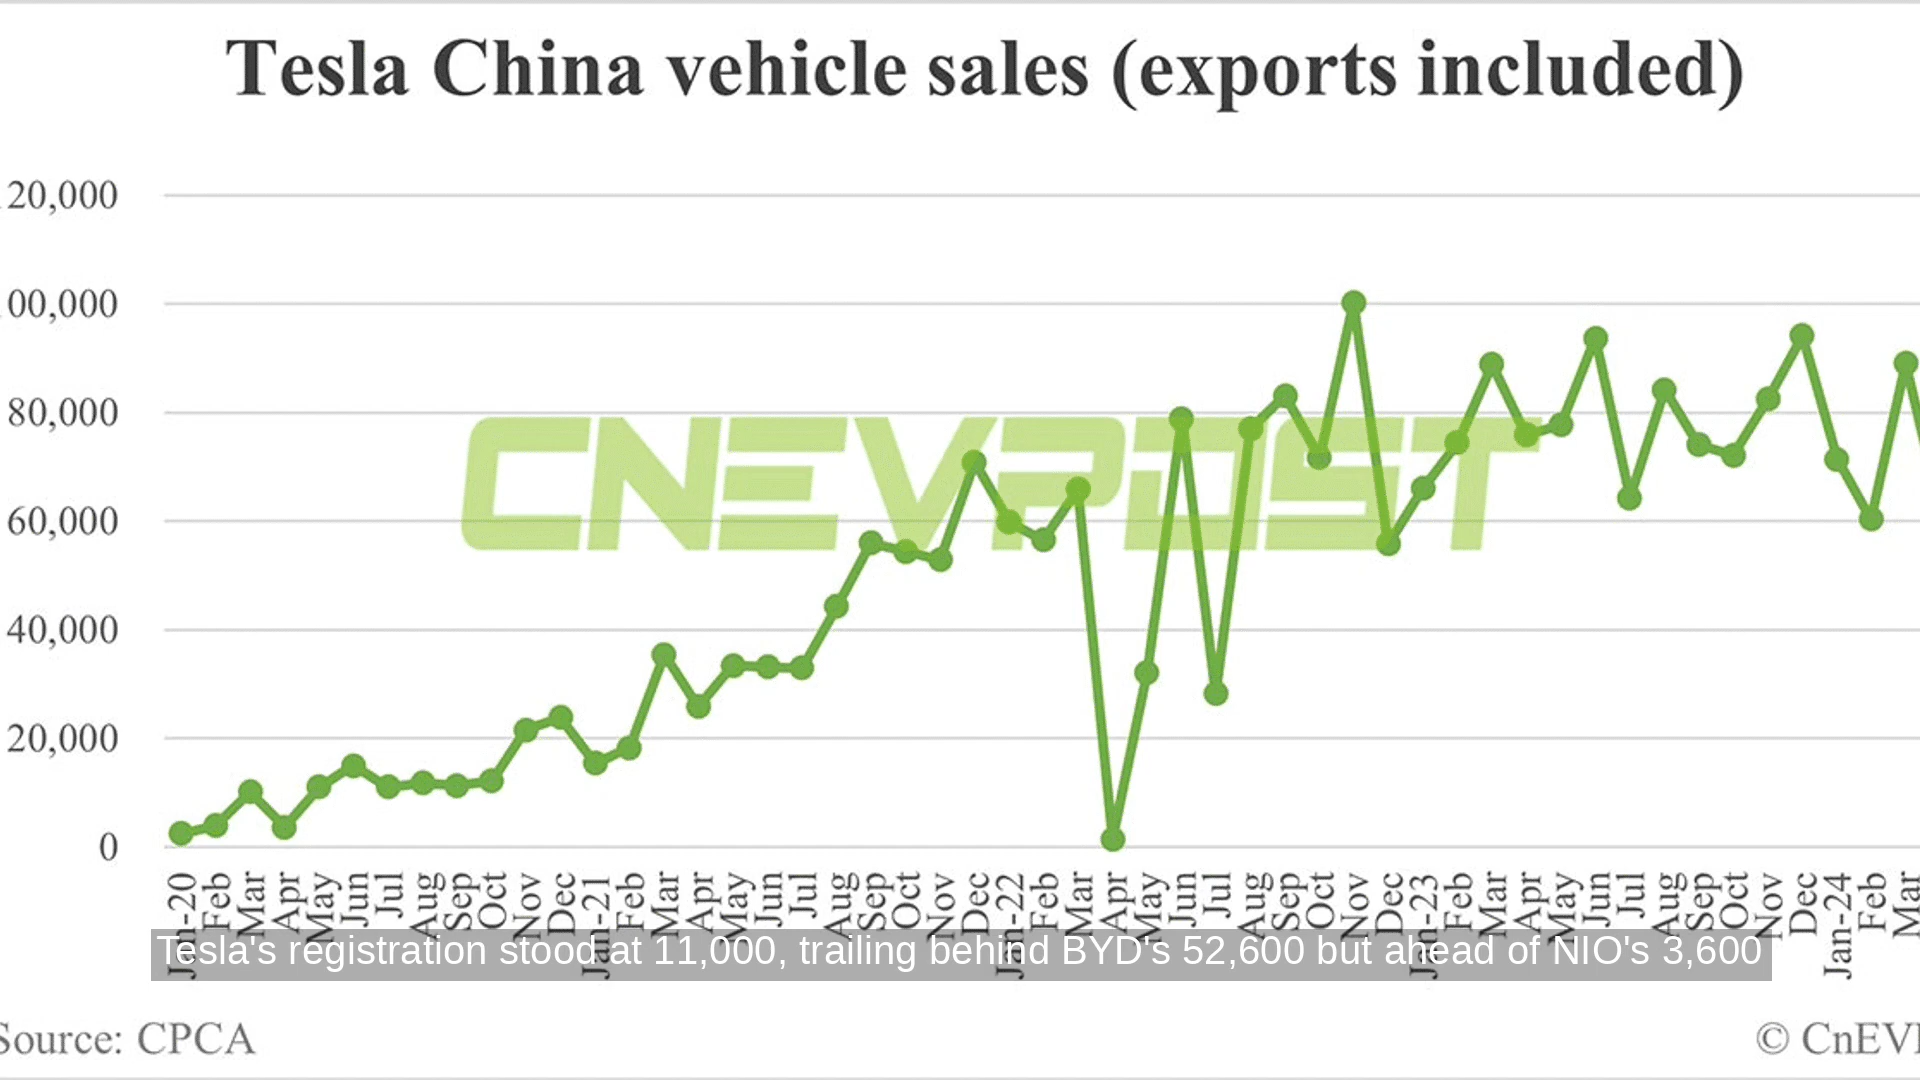 Tesla China vehicle sales (exports included)
20,000
00,000
80,000
60,000
40,000
20,000
0
CNEVPOST
Jan-20 Feb Mar Apr May Jun Jul Aug Sep Oct Nov Dec Jan-21 Feb Mar Apr May Jun Jul Aug Sep Oct Nov Dec Jan-22 Feb Mar Apr May Jun Jul Aug Sep Oct Nov Dec Jan-23 Feb Mar Apr May Jun Jul Aug Sep Oct Nov Dec Jan-24 Feb Mar
Tesla's registration stood at 11,000, trailing behind BYD's 52,600 but ahead of NIO's 3,600
Source: CPCA
© CnEV